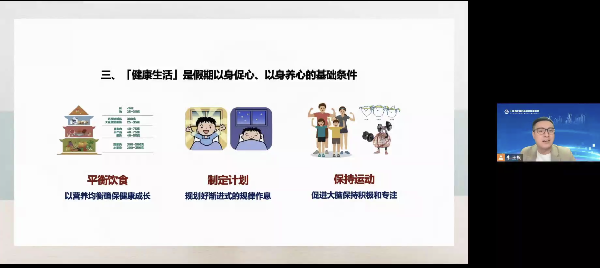 三、「健康生活」是假期以身促心、以身养心的基础条件
平衡饮食
以营养均衡确保健康成长
制定计划
规划好渐进式的规律作息
保持运动
促进大脑保持积极和专注